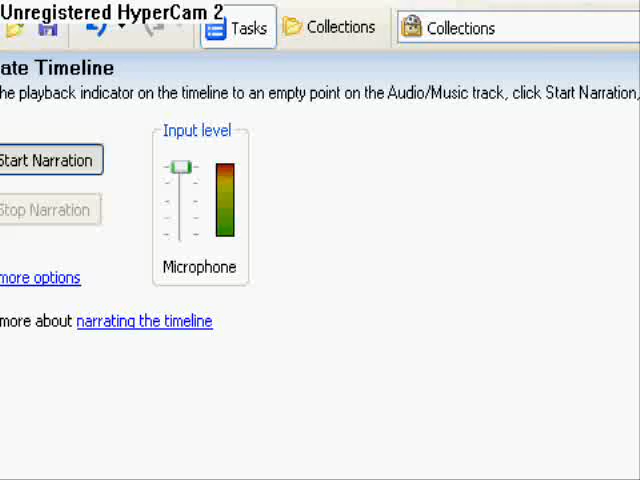 Unregistered HyperCam 2
Tasks
Collections
Collections
ate Timeline
he playback indicator on the timeline to an empty point on the Audio/Music track, click Start Narration,
Input level
Start Narration
Stop Narration
Microphone
more options
more about narrating the timeline